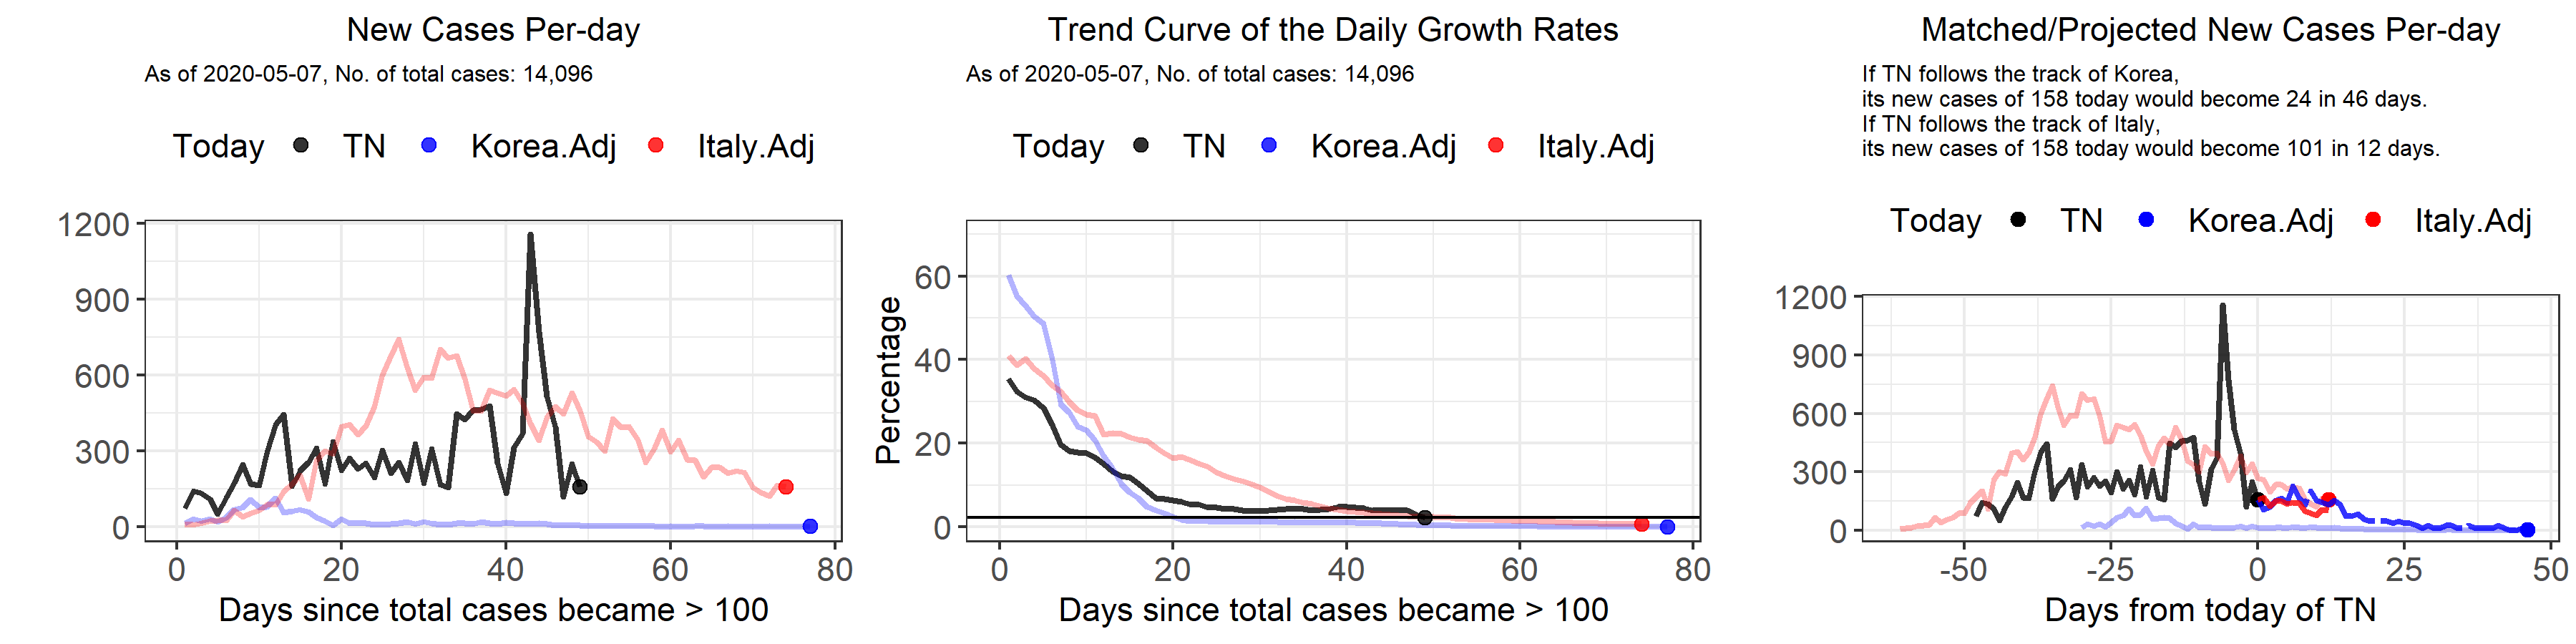 New Cases Per-day
As of 2020-05-07, No. of total cases: 14,096
Today TN Korea.Adj Italy.Adj
1200
900
600
300
0
0 20 40 60 80
Days since total cases became > 100
Trend Curve of the Daily Growth Rates
As of 2020-05-07, No. of total cases: 14,096
Today TN Korea.Adj Italy.Adj
Percentage
60
40
20
0
0 20 40 60 80
Days since total cases became > 100
Matched/Projected New Cases Per-day
If TN follows the track of Korea,
its new cases of 158 today would become 24 in 46 days.
If TN follows the track of Italy,
its new cases of 158 today would become 101 in 12 days.
Today TN Korea.Adj Italy.Adj
1200
900
600
300
0
-50 -25 0 25 50
Days from today of TN